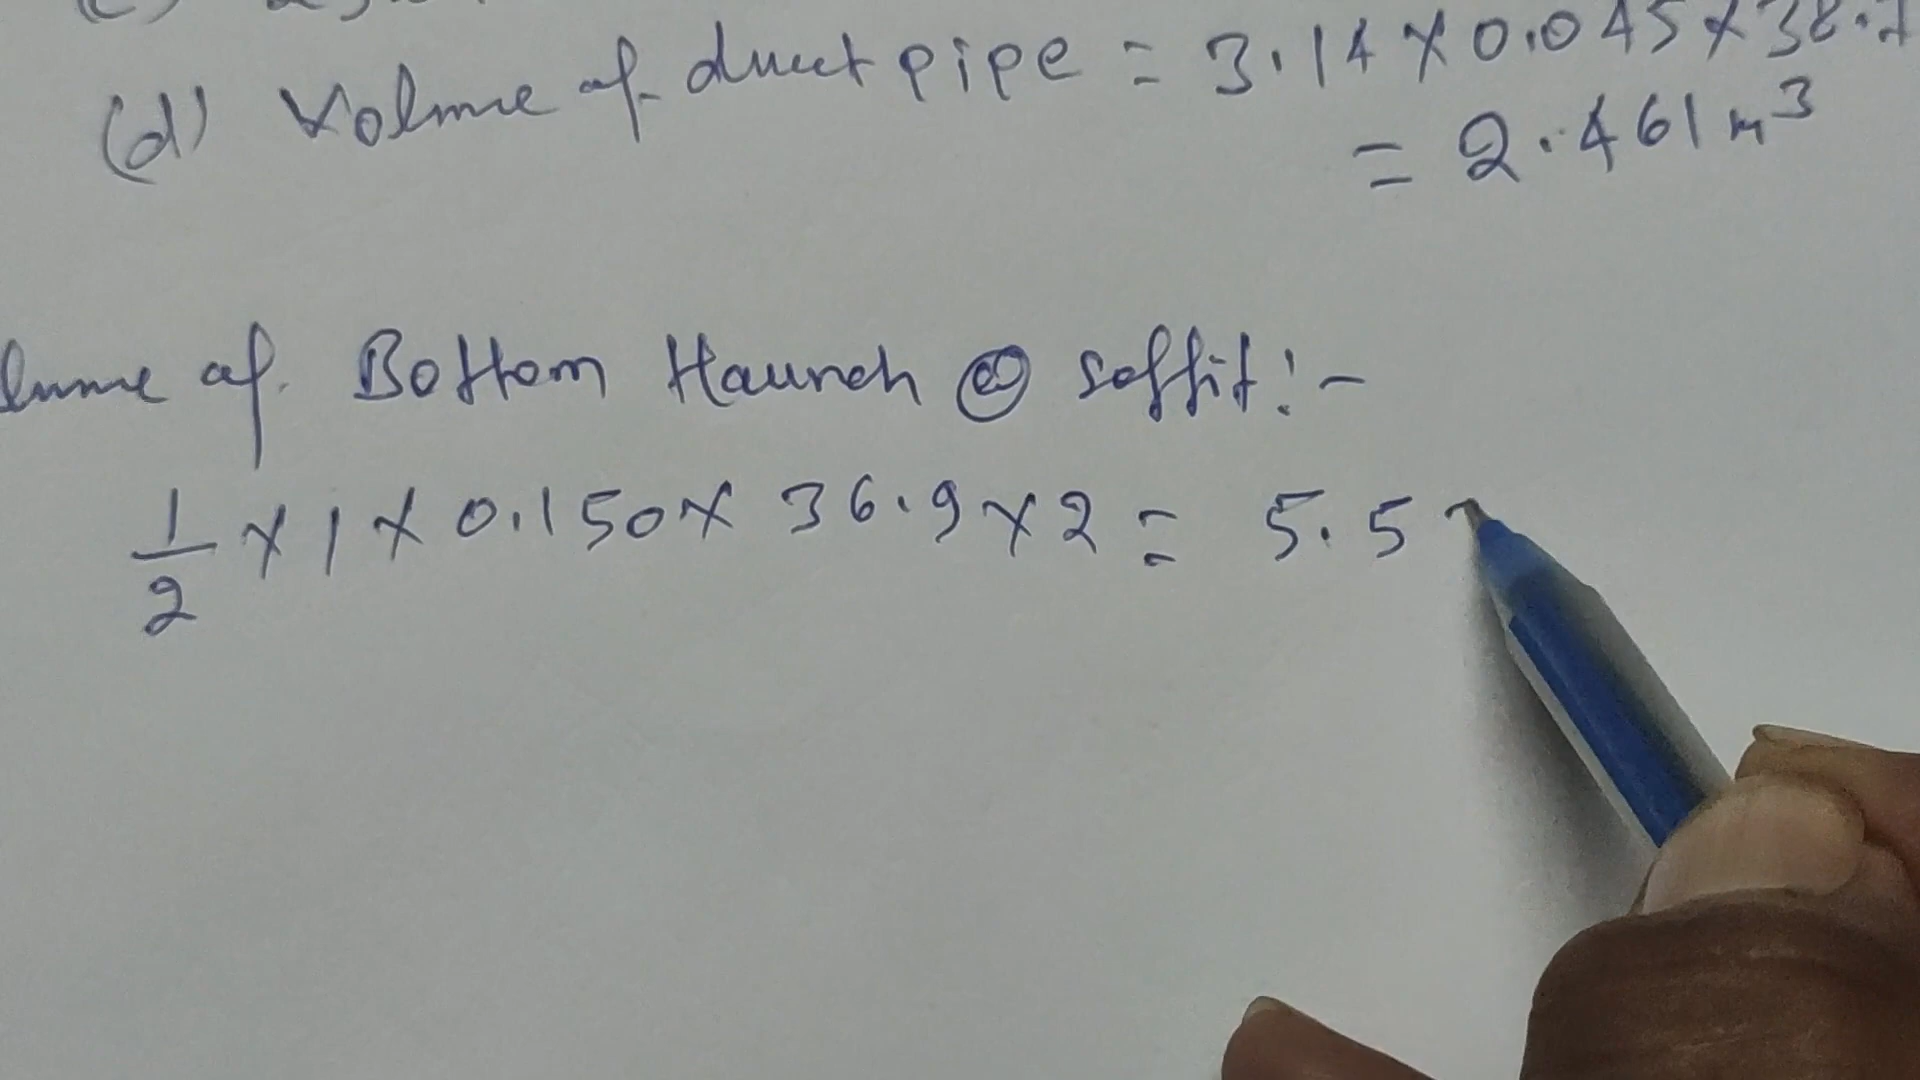 (d) Volme of duct pipe = 3.14 x 0.045 x 38.
= 2.461 m³
lume of Bottom Haunch @ soffit:-
1/2 x 1 x 0.150 x 36.9 x 2 = 5.5